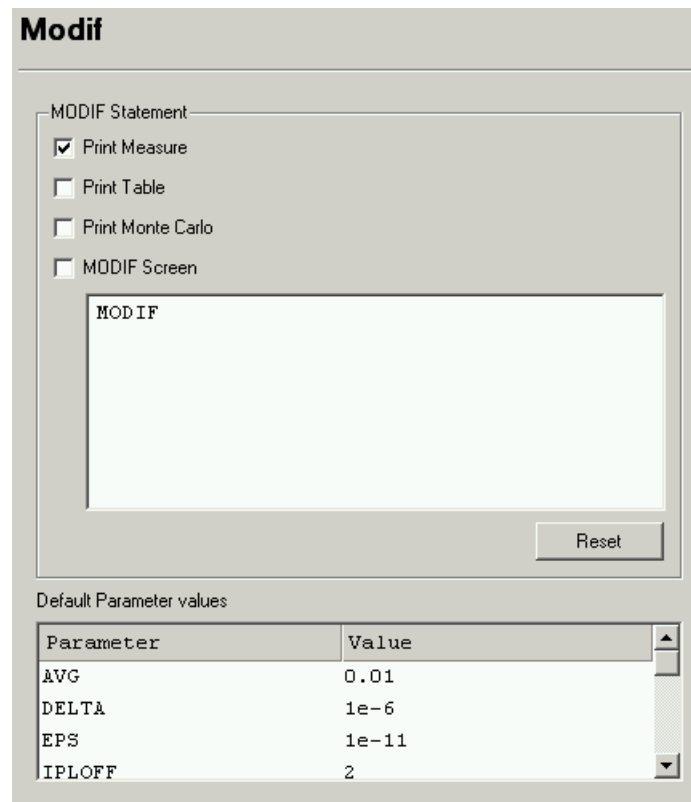 Modif
MODIF Statement
Print Measure
Print Table
Print Monte Carlo
MODIF Screen
MODIF
Reset
Default Parameter values
Parameter Value
AVG 0.01
DELTA 1e-6
EPS 1e-11
IPLOFF 2